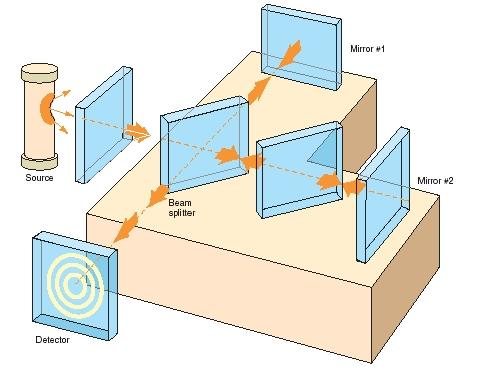 Mirror #1
Source
Mirror #2
Beam
splitter
Detector